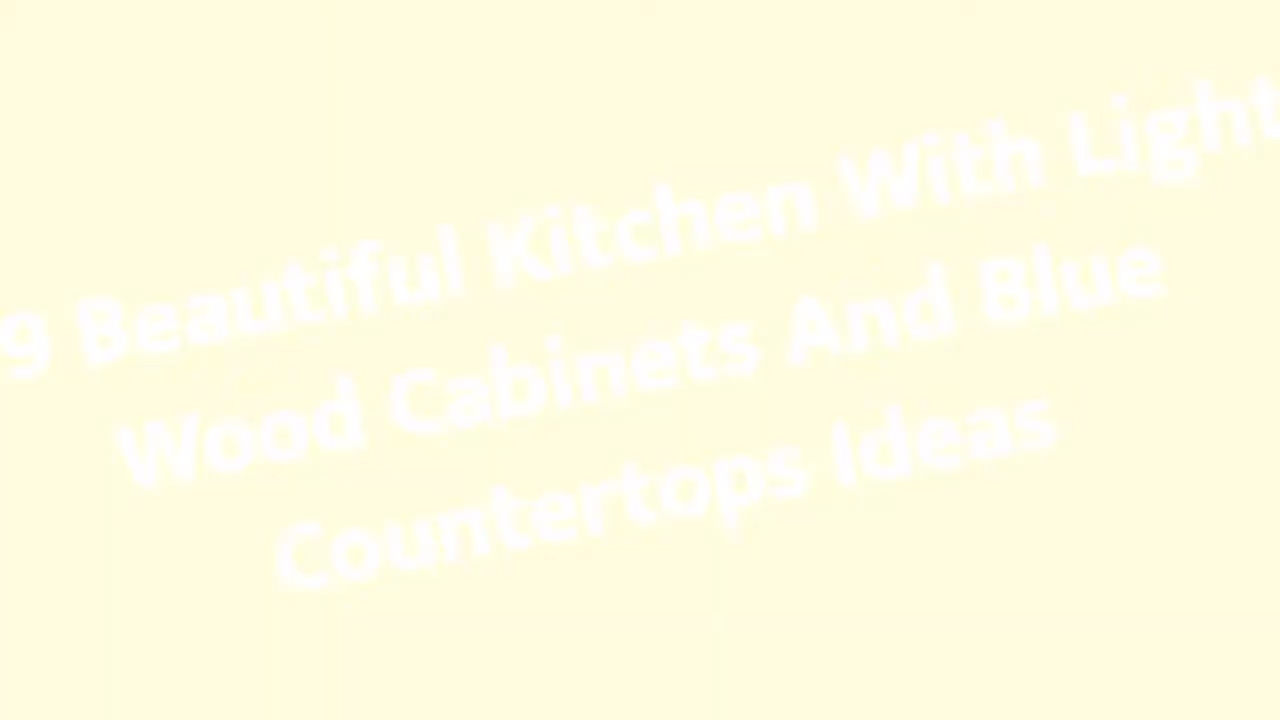 9 Beautiful Kitchen With Light
Wood Cabinets And Blue
Countertops Ideas